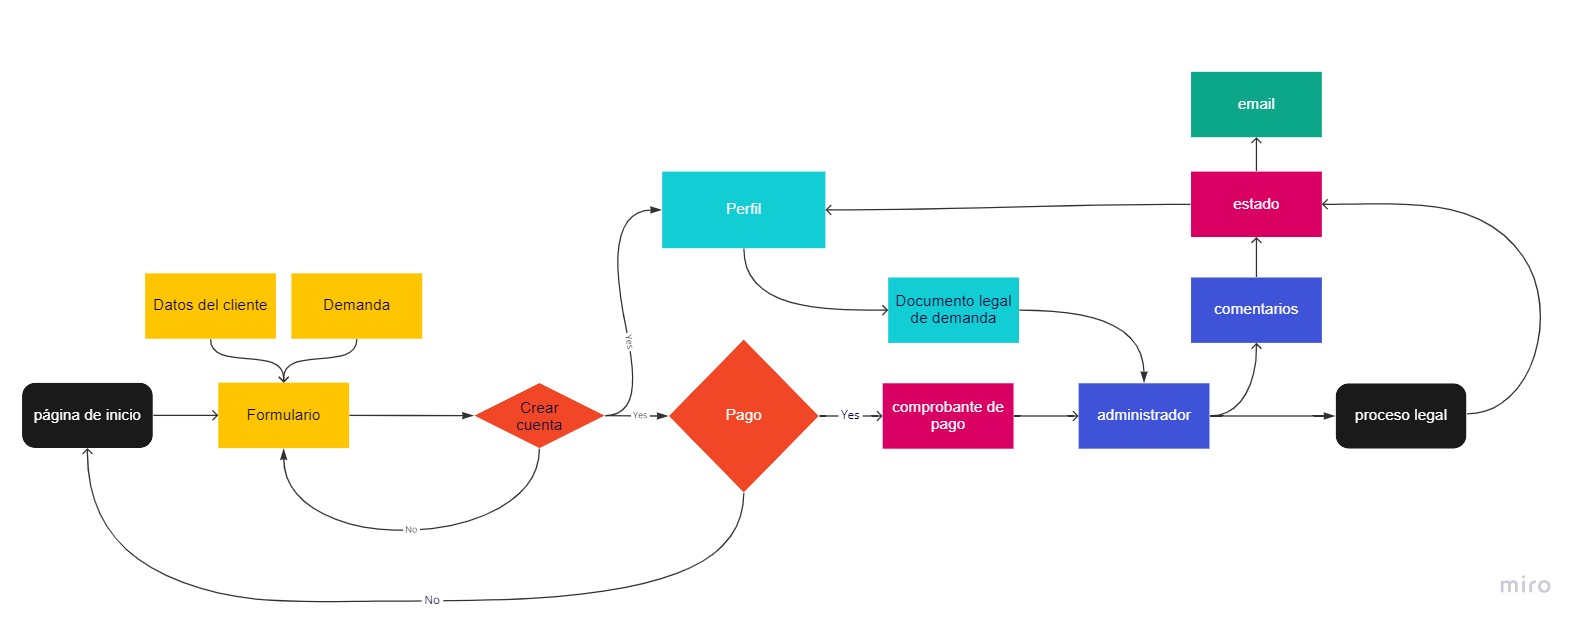 email
Perfil
estado
Datos del cliente
Demanda
Documento legal
de demanda
comentarios
Yes
página de inicio
Formulario
Crear
cuenta
Yes
Pago
Yes
comprobante de
pago
administrador
proceso legal
No
No
miro